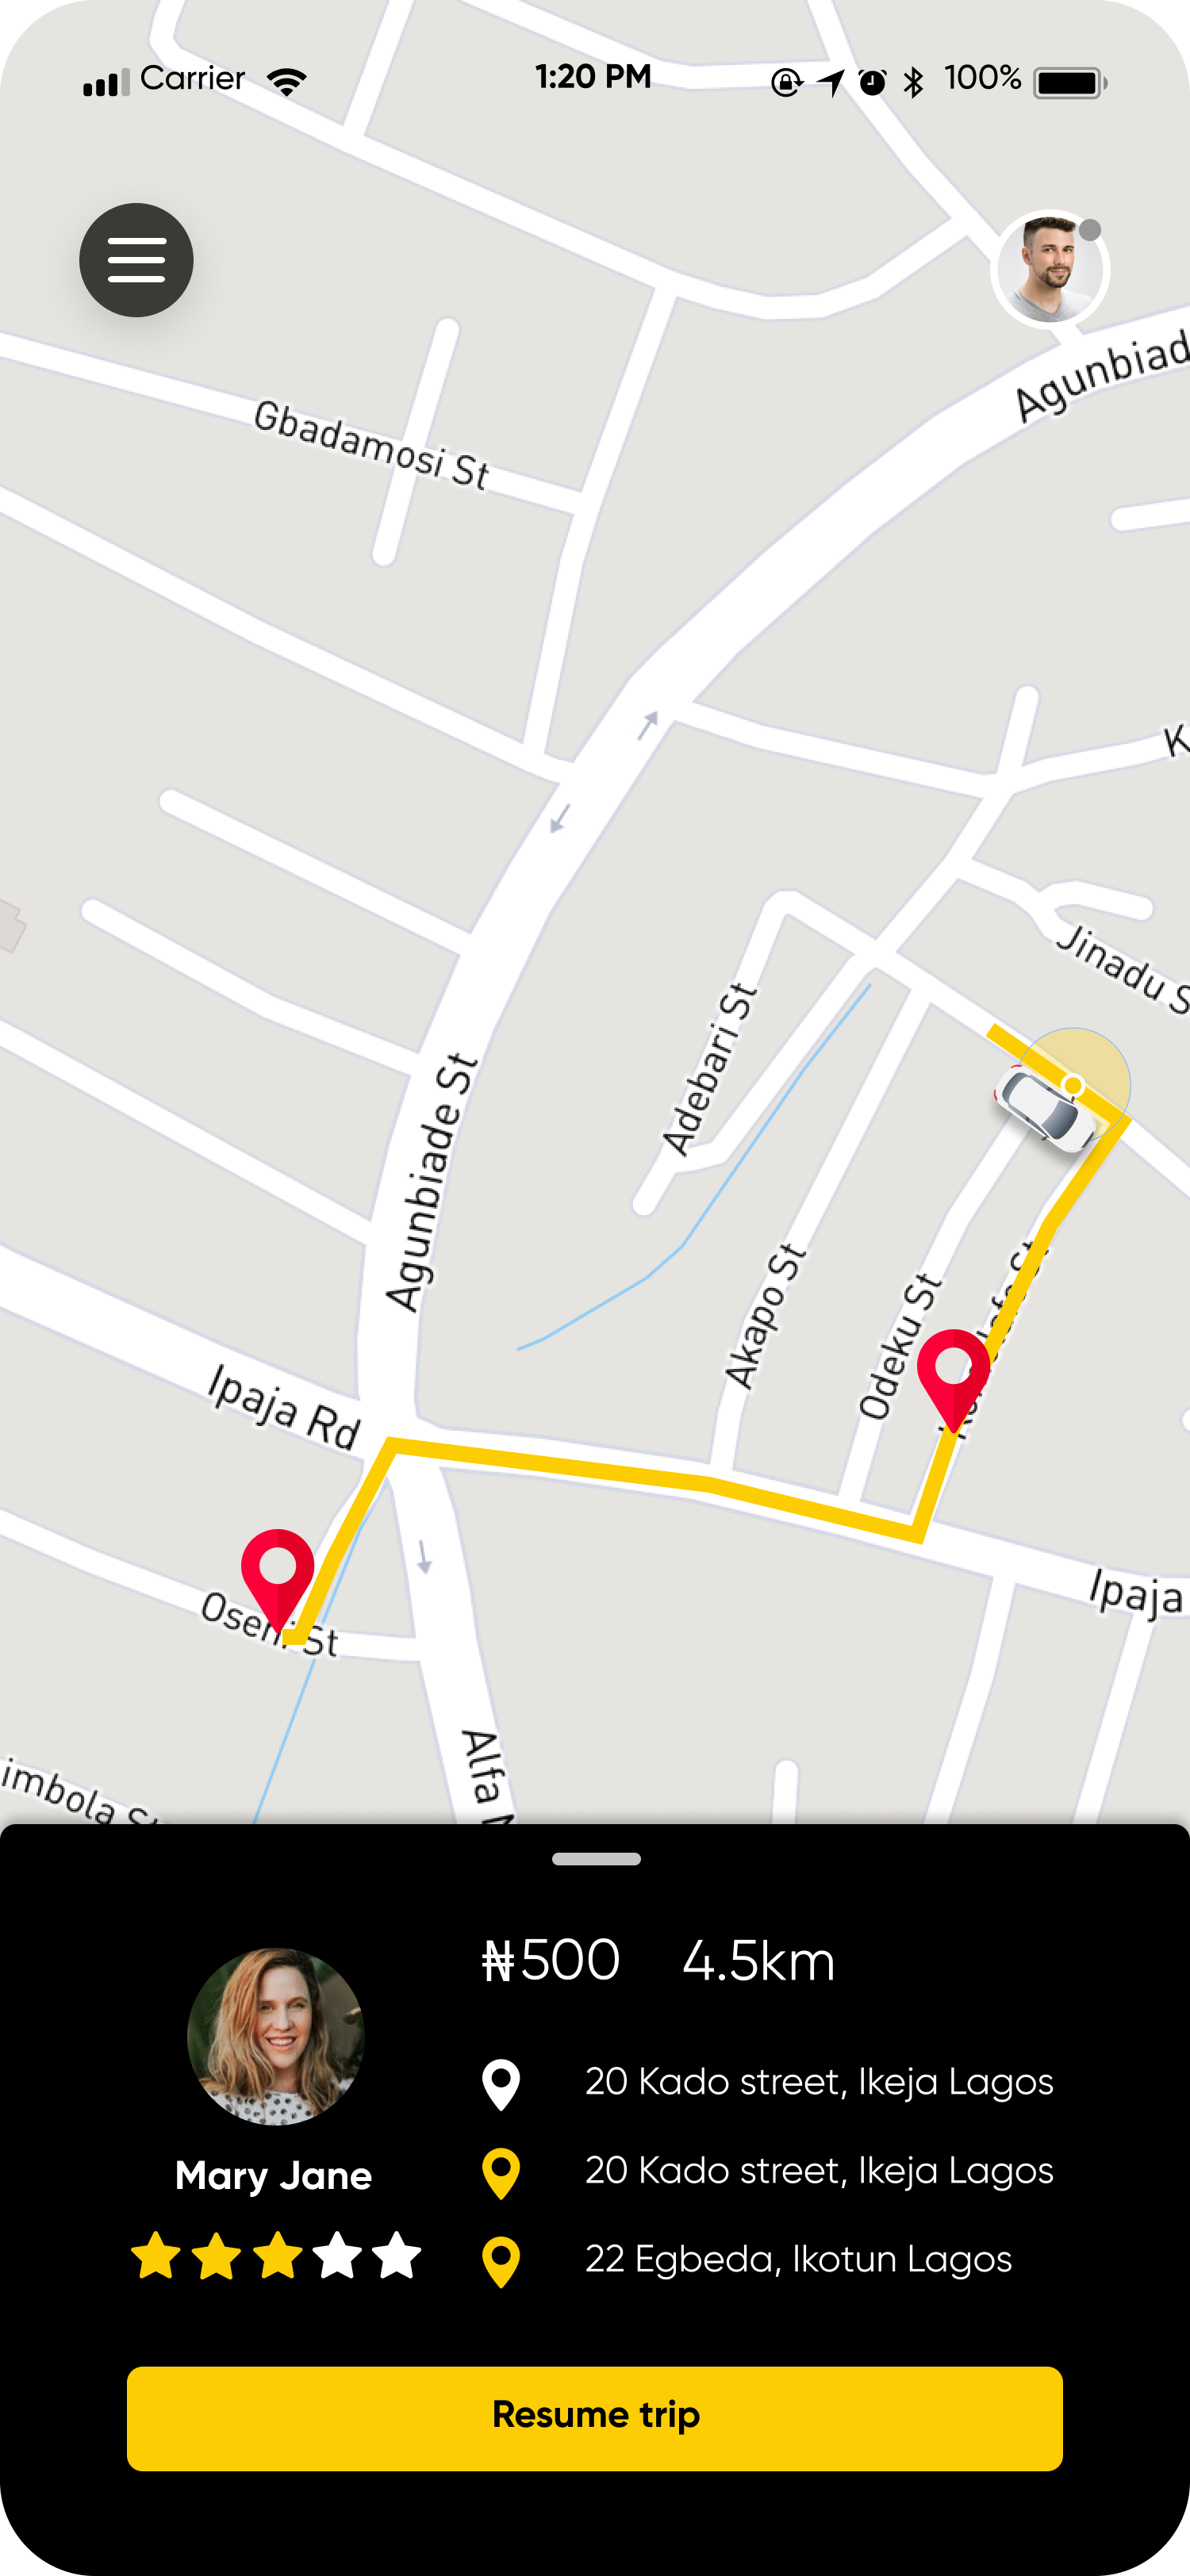 Carrier 1:20 PM 100%
Agunbiad
Gbadamosi St
K
Jinadu S
Adebari St
Agunbiade St
Akapo St
Odeku St
Ipaja Rd
Ipaja
St
Alfa
imbola St
₦500 4.5km
20 Kado street, Ikeja Lagos
20 Kado street, Ikeja Lagos
Mary Jane
22 Egbeda, Ikotun Lagos
Resume trip